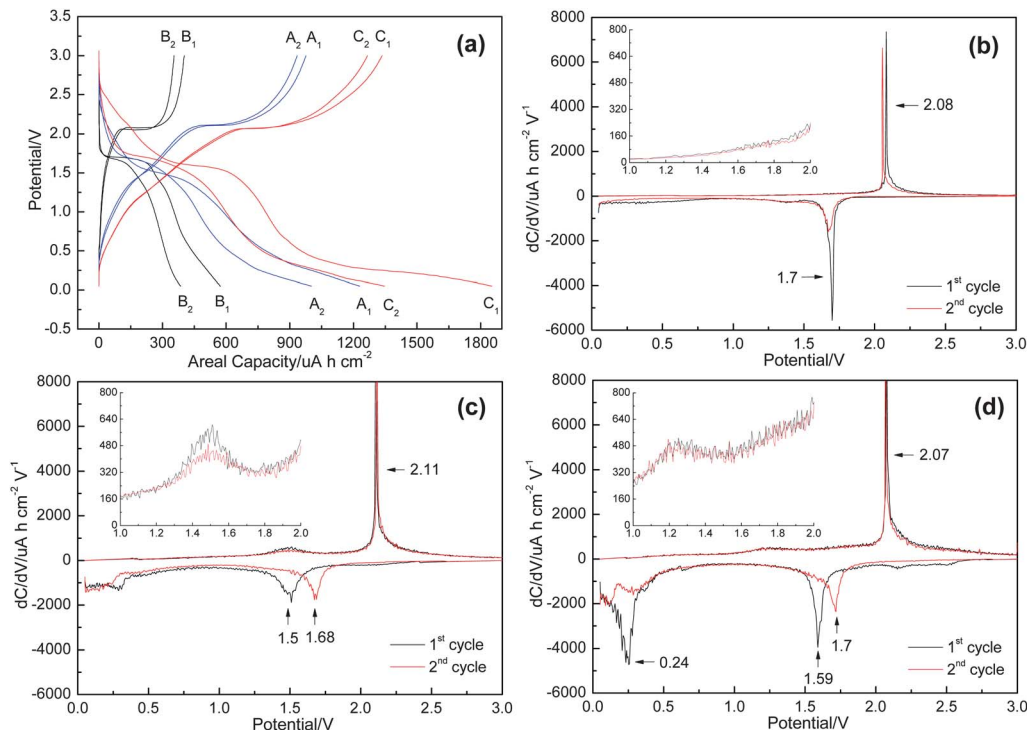 (a)
3.5
3.0
2.5
2.0
1.5
1.0
0.5
0.0
-0.5
Potential/V
B2 B1 A2 A1 C2 C1
B2 B1 A2 A1 C2 C1
0 300 600 900 1200 1500 1800
Areal Capacity/uA h cm-2
(b)
8000
6000
4000
2000
0
-2000
-4000
-6000
dC/dV/uA h cm-2 V-1
800
640
480
320
160
0
1.0 1.2 1.4 1.6 1.8 2.0
2.08
1.7
1st cycle
2nd cycle
0.0 0.5 1.0 1.5 2.0 2.5 3.0
Potential/V
(c)
8000
6000
4000
2000
0
-2000
-4000
-6000
dC/dV/uA h cm-2 V-1
800
640
480
320
160
0
1.0 1.2 1.4 1.6 1.8 2.0
2.11
1.5 1.68
1st cycle
2nd cycle
0.0 0.5 1.0 1.5 2.0 2.5 3.0
Potential/V
(d)
8000
6000
4000
2000
0
-2000
-4000
-6000
dC/dV/uA h cm-2 V-1
800
640
480
320
160
0
1.0 1.2 1.4 1.6 1.8 2.0
2.07
1.7
0.24
1.59
1st cycle
2nd cycle
0.0 0.5 1.0 1.5 2.0 2.5 3.0
Potential/V